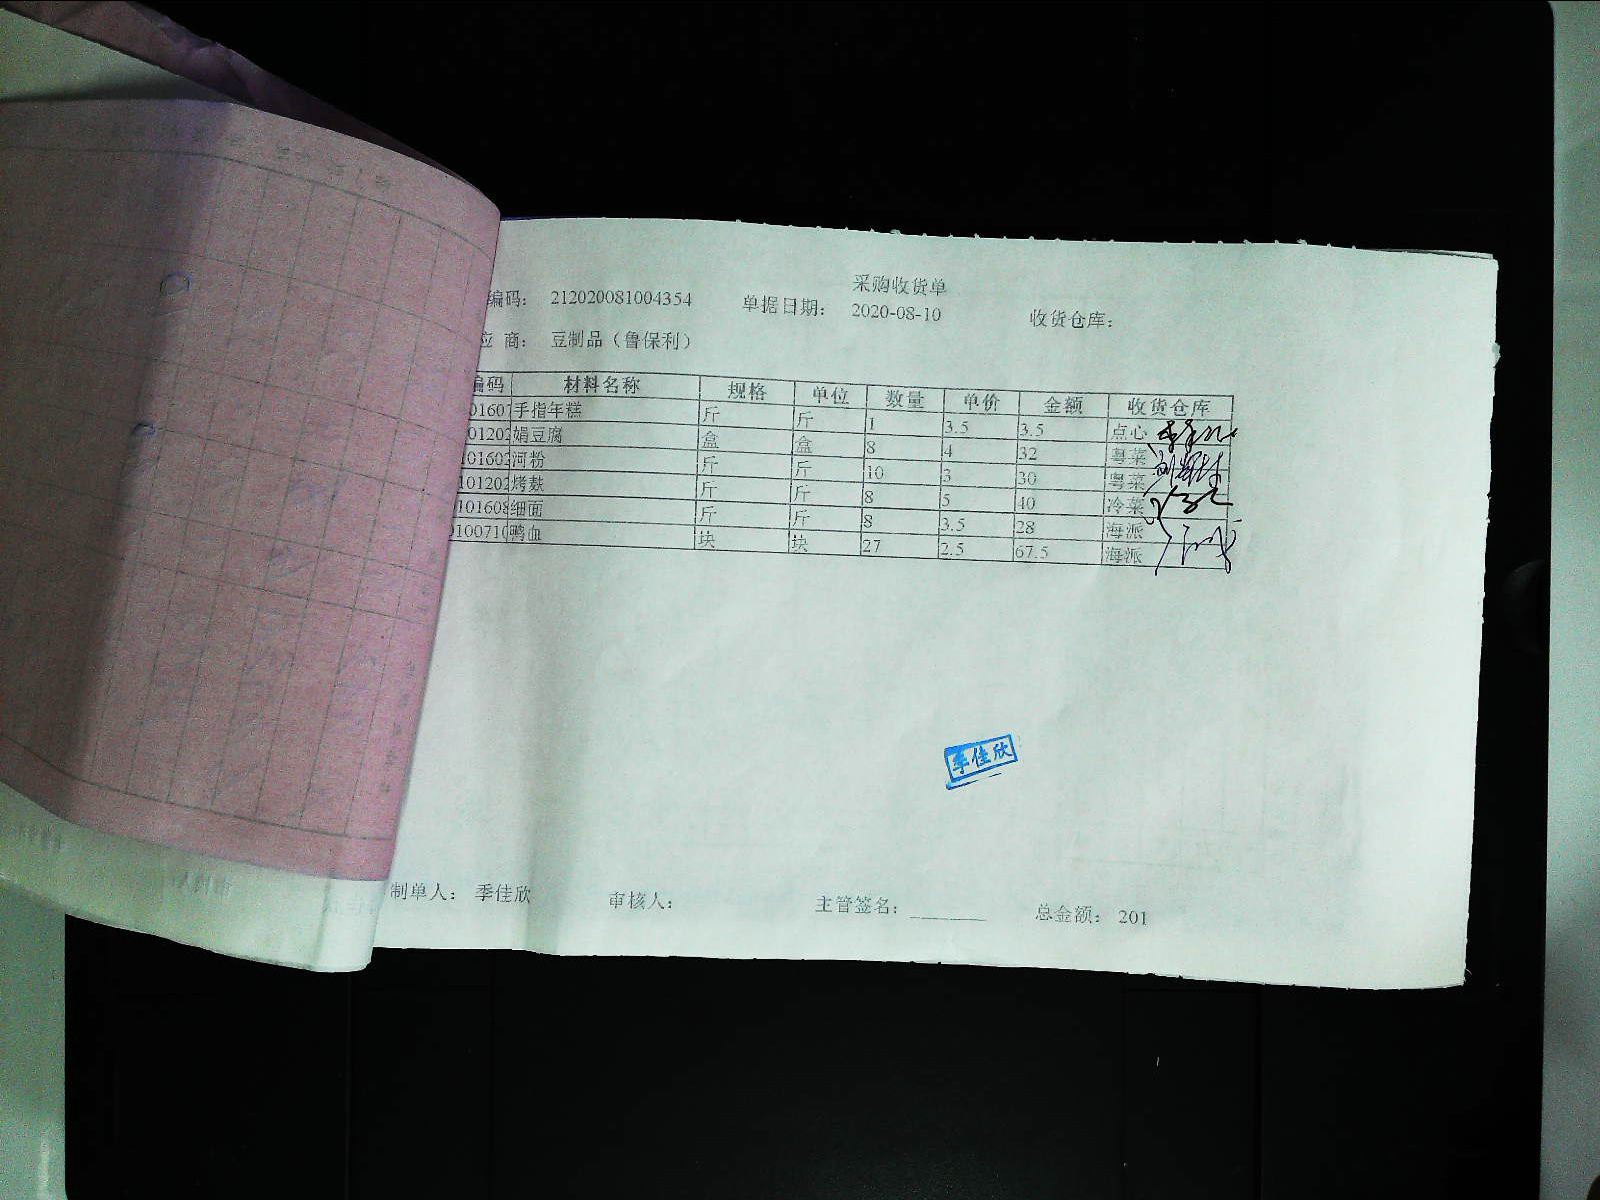 采购收货单
编码： 212020081004354 单据日期： 2020-08-10 收货仓库：
应 商： 豆制品（鲁保利）
编码 材料名称 规格 单位 数量 单价 金额 收货仓库
01607 手指年糕 斤 斤 1 3.5 3.5 点心
01202 娟豆腐 盒 盒 8 4 32 粤菜
101602 河粉 斤 斤 10 3 30 粤菜
101202 烤麸 斤 斤 8 5 40 冷菜
101608 细面 斤 斤 8 3.5 28 海派
0100710 鸭血 块 块 27 2.5 67.5 海派
季佳欣
制单人： 季佳欣 审核人： 主管签名： 总金额： 201